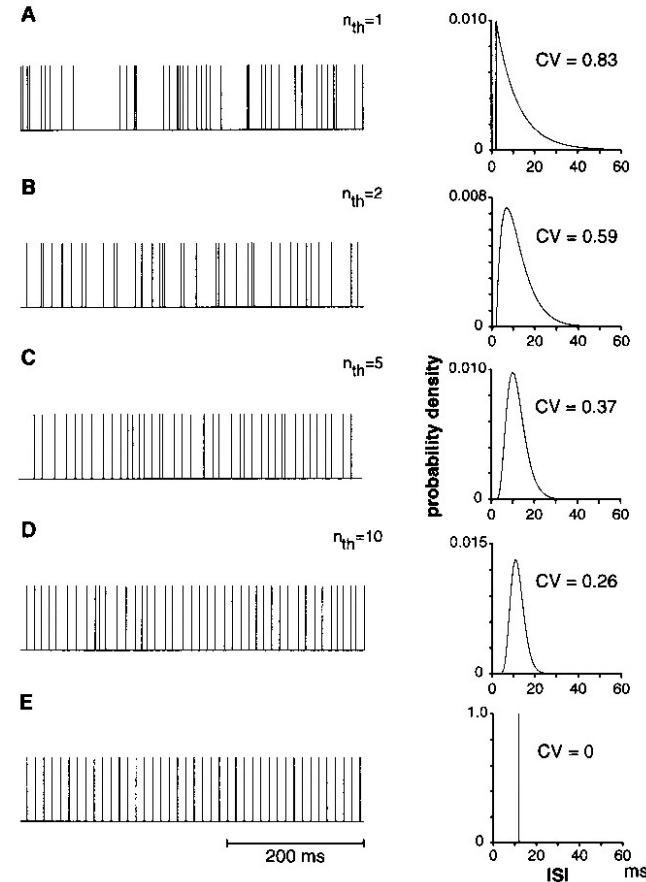 A
n_th=1
0.010
CV = 0.83
0
0 20 40 60
B
n_th=2
0.008
CV = 0.59
0
0 20 40 60
C
n_th=5
0.010
CV = 0.37
0
0 20 40 60
probability density
D
n_th=10
0.015
CV = 0.26
0
0 20 40 60
E
1.0
CV = 0
0
0 20 40 60 ms
ISI
200 ms